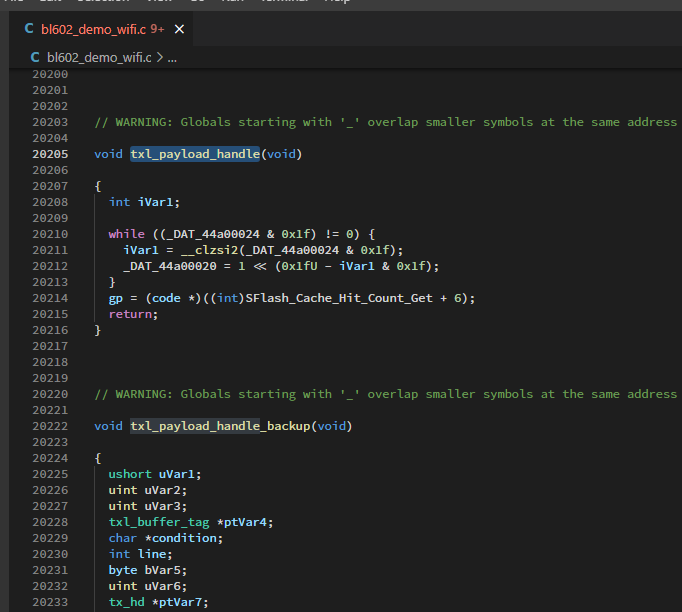 bl602_demo_wifi.c 9+
bl602_demo_wifi.c > ...
20200
20201
20202
20203 // WARNING: Globals starting with '_' overlap smaller symbols at the same address
20204
20205 void txl_payload_handle(void)
20206
20207 {
20208 int iVar1;
20209
20210 while ((_DAT_44a00024 & 0x1f) != 0) {
20211 iVar1 = __clzsi2(_DAT_44a00024 & 0x1f);
20212 _DAT_44a00020 = 1 << (0x1fU - iVar1 & 0x1f);
20213 }
20214 gp = (code *)((int)SFlash_Cache_Hit_Count_Get + 6);
20215 return;
20216 }
20217
20218
20219
20220 // WARNING: Globals starting with '_' overlap smaller symbols at the same address
20221
20222 void txl_payload_handle_backup(void)
20223
20224 {
20225 ushort uVar1;
20226 uint uVar2;
20227 uint uVar3;
20228 txl_buffer_tag *ptVar4;
20229 char *condition;
20230 int line;
20231 byte bVar5;
20232 uint uVar6;
20233 tx_hd *ptVar7;